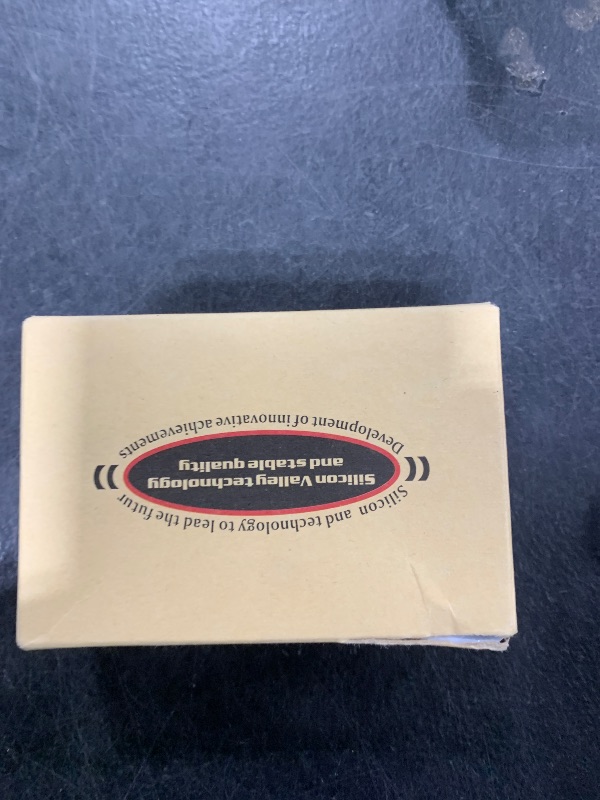 Silicon and technology to lead the futur
Silicon Valley technology
and stable quality
Development of innovative achievements